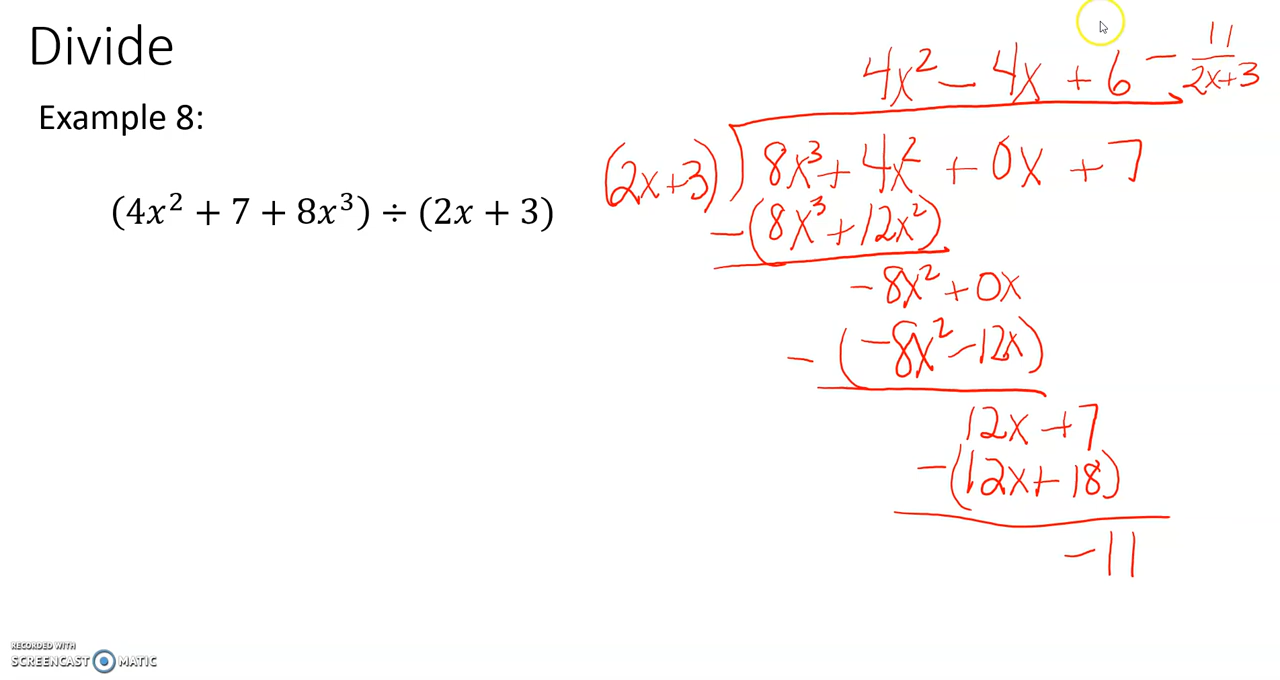 Divide
Example 8:
(4x² + 7 + 8x³) ÷ (2x + 3)
4x² - 4x + 6 - 11/(2x+3)
(2x+3) 8x³ + 4x² + 0x + 7
-(8x³ + 12x²)
-8x² + 0x
-(-8x² - 12x)
12x + 7
-(12x + 18)
-11
RECORDED WITH
SCREENCAST MATIC